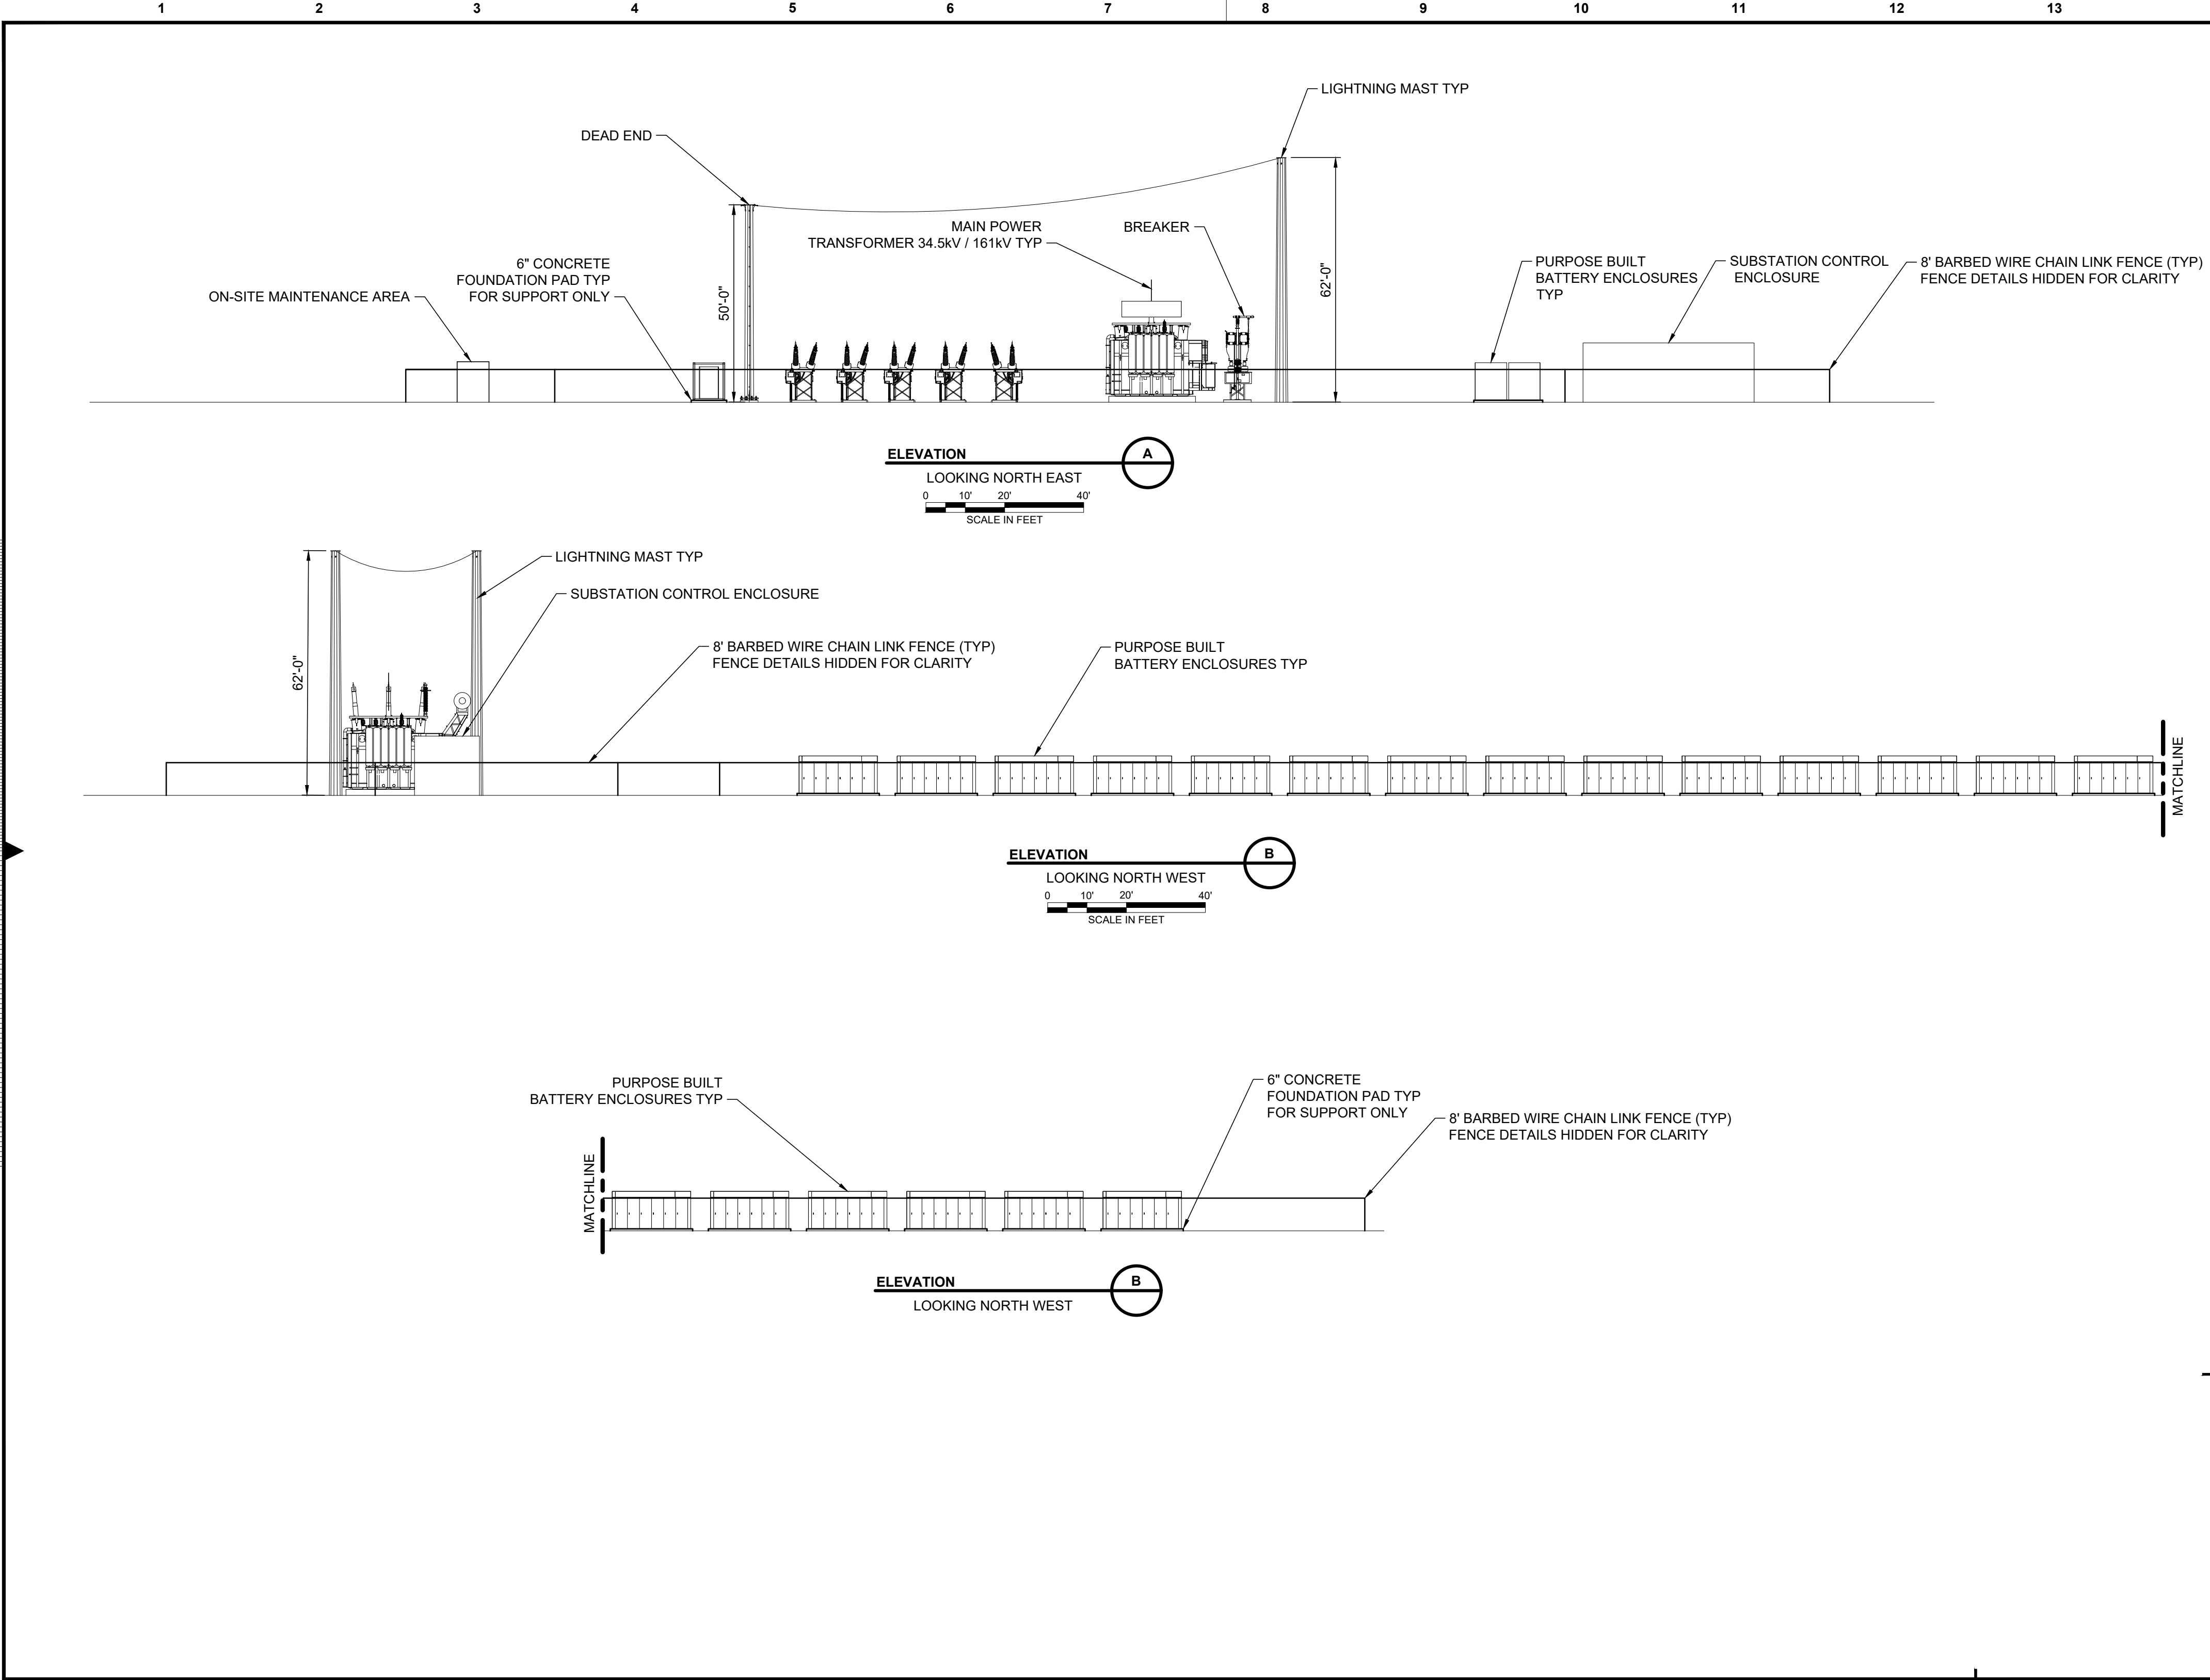 1 2 3 4 5 6 7 8 9 10 11 12 13
LIGHTNING MAST TYP
DEAD END
MAIN POWER
TRANSFORMER 34.5kV / 161kV TYP
BREAKER
6" CONCRETE
FOUNDATION PAD TYP
FOR SUPPORT ONLY
ON-SITE MAINTENANCE AREA
50'-0"
62'-0"
PURPOSE BUILT
BATTERY ENCLOSURES
TYP
SUBSTATION CONTROL
ENCLOSURE
8' BARBED WIRE CHAIN LINK FENCE (TYP)
FENCE DETAILS HIDDEN FOR CLARITY
ELEVATION
A
LOOKING NORTH EAST
0 10' 20' 40'
SCALE IN FEET
LIGHTNING MAST TYP
SUBSTATION CONTROL ENCLOSURE
62'-0"
8' BARBED WIRE CHAIN LINK FENCE (TYP)
FENCE DETAILS HIDDEN FOR CLARITY
PURPOSE BUILT
BATTERY ENCLOSURES TYP
MATCHLINE
ELEVATION
B
LOOKING NORTH WEST
0 10' 20' 40'
SCALE IN FEET
PURPOSE BUILT
BATTERY ENCLOSURES TYP
6" CONCRETE
FOUNDATION PAD TYP
FOR SUPPORT ONLY
8' BARBED WIRE CHAIN LINK FENCE (TYP)
FENCE DETAILS HIDDEN FOR CLARITY
MATCHLINE
ELEVATION
B
LOOKING NORTH WEST